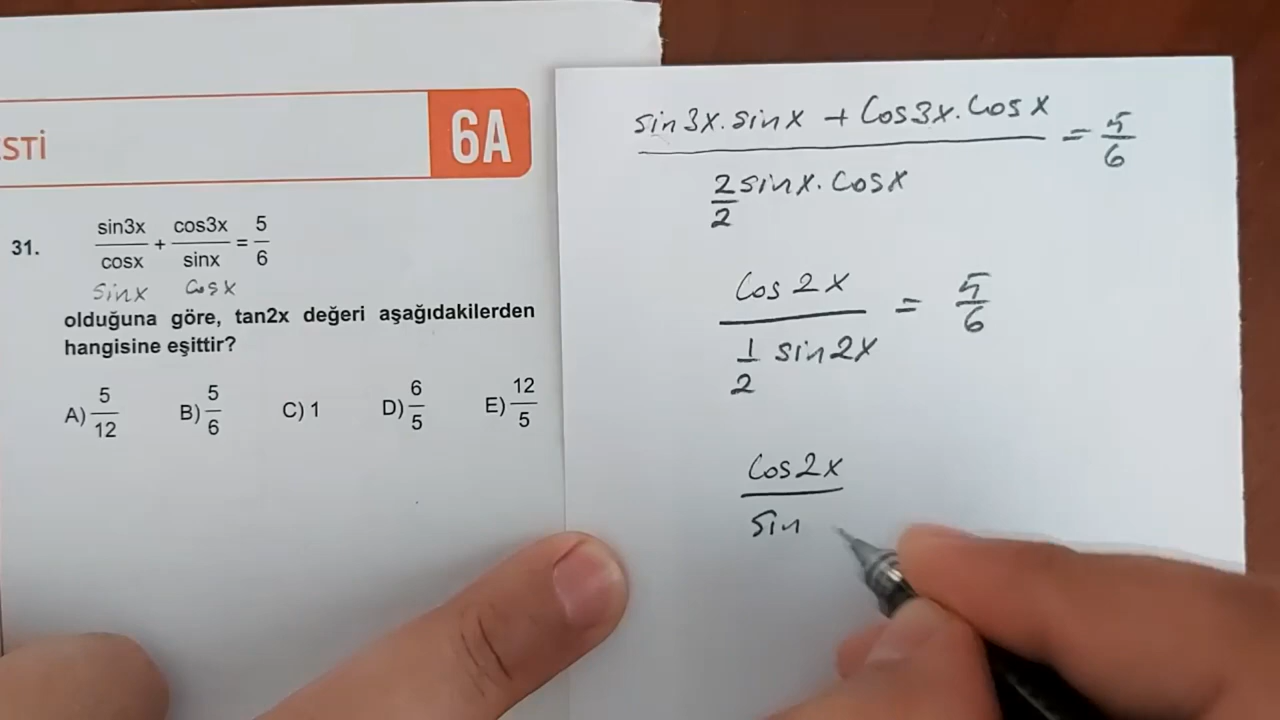 STİ
6A
31. sin3x/cosx + cos3x/sinx = 5/6
sinx cosx
olduğuna göre, tan2x değeri aşağıdakilerden
hangisine eşittir?
A) 5/12 B) 5/6 C) 1 D) 6/5 E) 12/5
sin3x.sinx + Cos3x.Cosx = 5/6
2/2 sinx.cosx
Cos2x = 5/6
1/2 sin2x
Cos2x
sin